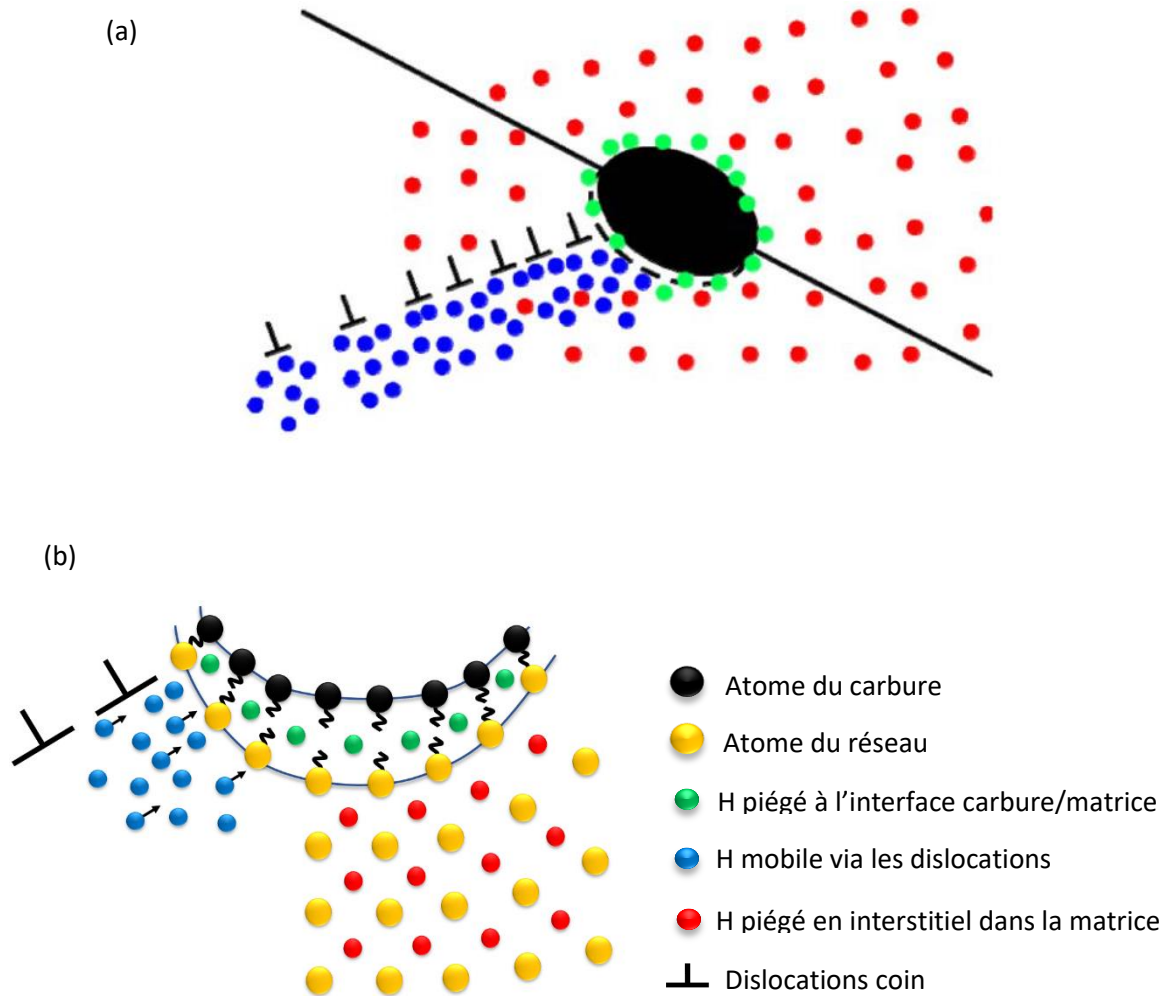 (a)
(b)
Atome du carbure
Atome du réseau
H piégé à l'interface carbure/matrice
H mobile via les dislocations
H piégé en interstitiel dans la matrice
Dislocations coin